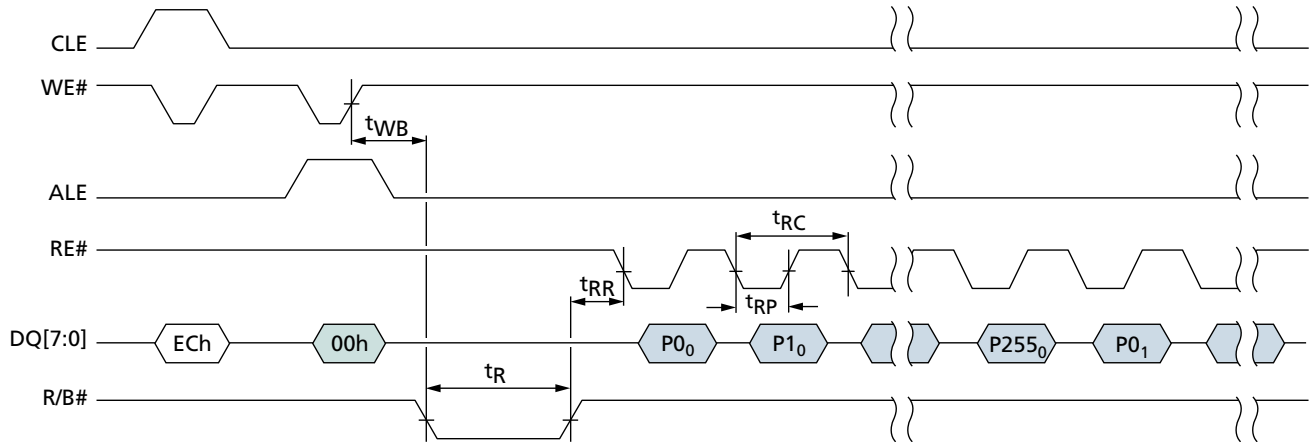 CLE
WE#
tWB
ALE
tRC
RE#
tRR
tRP
DQ[7:0] ECh 00h P0₀ P1₀ P255₀ P0₁
tR
R/B#